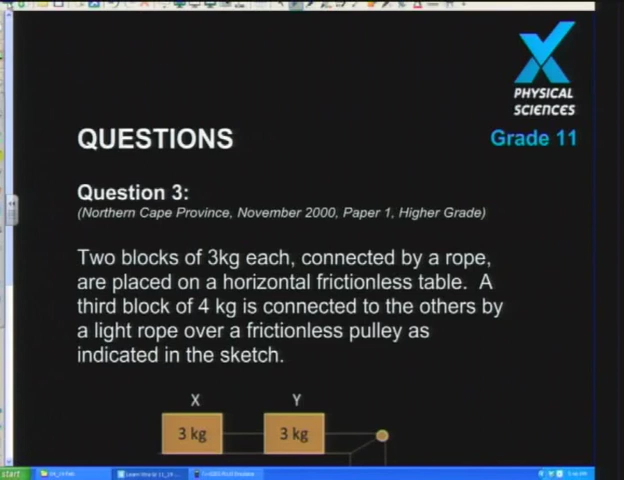 PHYSICAL
SCIENCES
Grade 11
QUESTIONS
Question 3:
(Northern Cape Province, November 2000, Paper 1, Higher Grade)
Two blocks of 3kg each, connected by a rope,
are placed on a horizontal frictionless table. A
third block of 4 kg is connected to the others by
a light rope over a frictionless pulley as
indicated in the sketch.
X Y
3 kg 3 kg
start